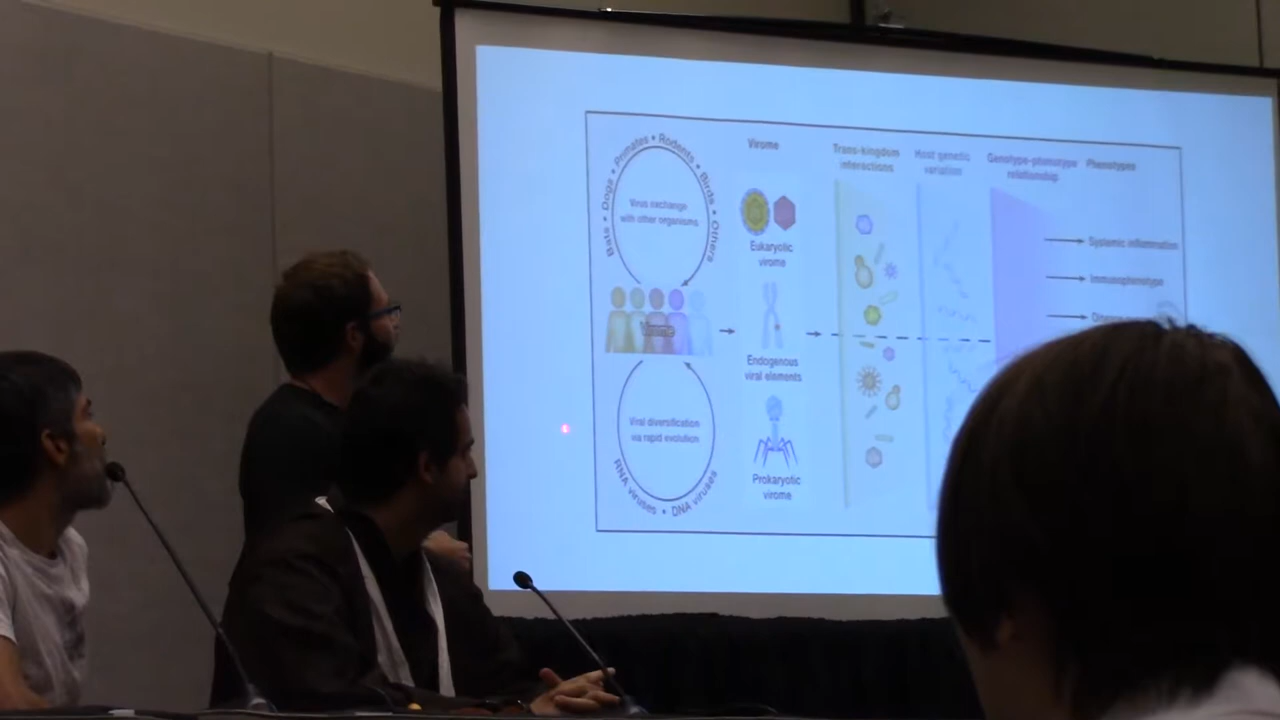 Bats • Dogs • Primates • Rodents • Birds • Others
Virus exchange
with other organisms
Virome
Viral diversification
via rapid evolution
RNA viruses • DNA viruses
Virome
Eukaryotic
virome
Endogenous
viral elements
Prokaryotic
virome
Trans-kingdom
interactions
Host genetic
variation
Genotype-phenotype
relationship
Phenotypes
Systemic inflammation
Immunophenotype